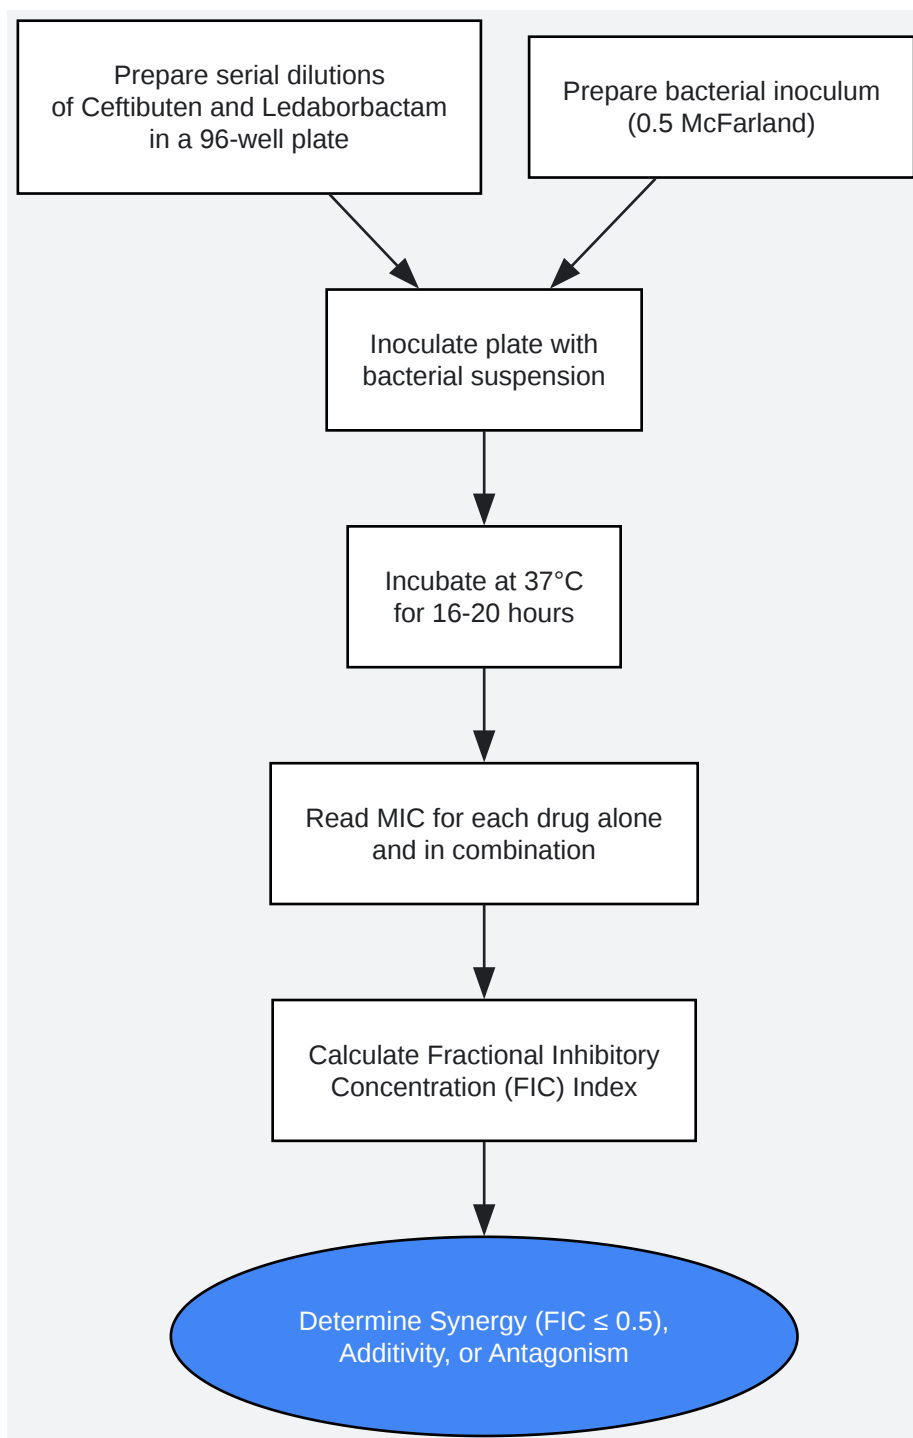 Prepare serial dilutions
of Ceftibuten and Ledaborbactam
in a 96-well plate
Prepare bacterial inoculum
(0.5 McFarland)
Inoculate plate with
bacterial suspension
Incubate at 37°C
for 16-20 hours
Read MIC for each drug alone
and in combination
Calculate Fractional Inhibitory
Concentration (FIC) Index
Determine Synergy (FIC ≤ 0.5),
Additivity, or Antagonism